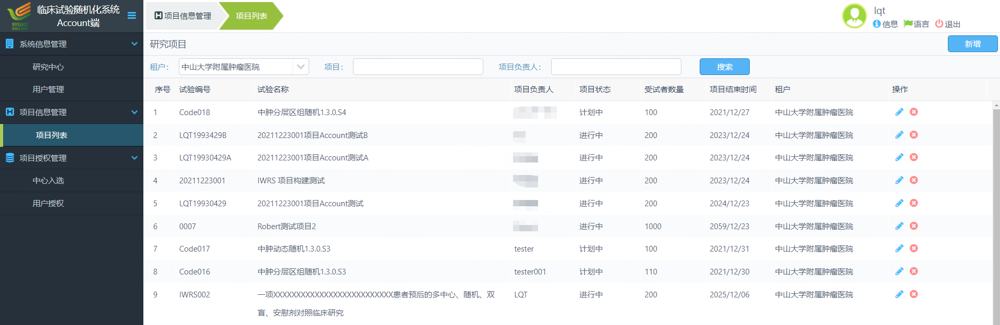 临床试验随机化系统
Account端
SYSUCC
系统信息管理
研究中心
用户管理
项目信息管理
项目列表
项目授权管理
中心入选
用户授权
项目信息管理 项目列表
lqt
信息 语言 退出
研究项目 新增
租户： 中山大学附属肿瘤医院 项目： 项目负责人： 搜索
序号 试验编号 试验名称 项目负责人 项目状态 受试者数量 项目结束时间 租户 操作
1 Code018 中肿分层区组随机1.3.0.S4 计划中 100 2021/12/27 中山大学附属肿瘤医院
2 LQT1993429B 20211223001项目Account测试B 进行中 200 2023/12/24 中山大学附属肿瘤医院
3 LQT19930429A 20211223001项目Account测试A 进行中 200 2023/12/24 中山大学附属肿瘤医院
4 20211223001 IWRS 项目构建测试 进行中 200 2023/12/24 中山大学附属肿瘤医院
5 LQT19930429 20211223001项目Account测试 进行中 200 2024/12/23 中山大学附属肿瘤医院
6 0007 Robert测试项目2 进行中 1000 2059/12/23 中山大学附属肿瘤医院
7 Code017 中肿动态随机1.3.0.S3 tester 计划中 100 2021/12/31 中山大学附属肿瘤医院
8 Code016 中肿分层区组随机1.3.0.S3 tester001 计划中 110 2021/12/30 中山大学附属肿瘤医院
9 IWRS002 一项XXXXXXXXXXXXXXXXXXXXXXXXXX患者预后的多中心、随机、双 LQT 进行中 200 2025/12/06 中山大学附属肿瘤医院
盲、安慰剂对照临床研究